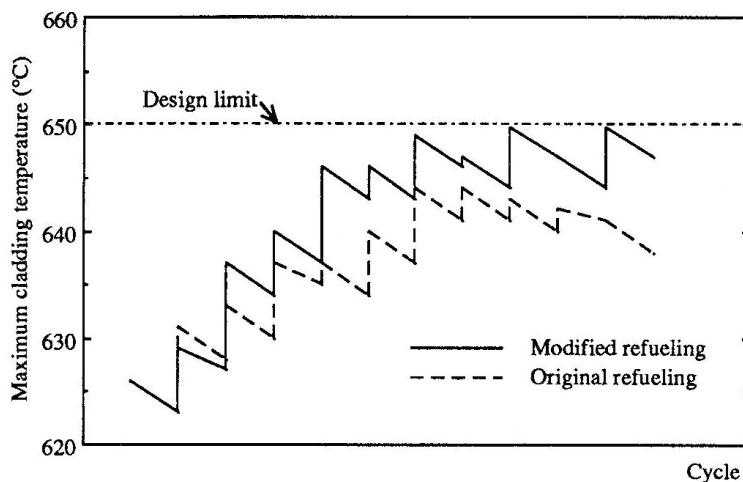 Maximum cladding temperature (°C)
660
650
640
630
620
Design limit
Modified refueling
Original refueling
Cycle